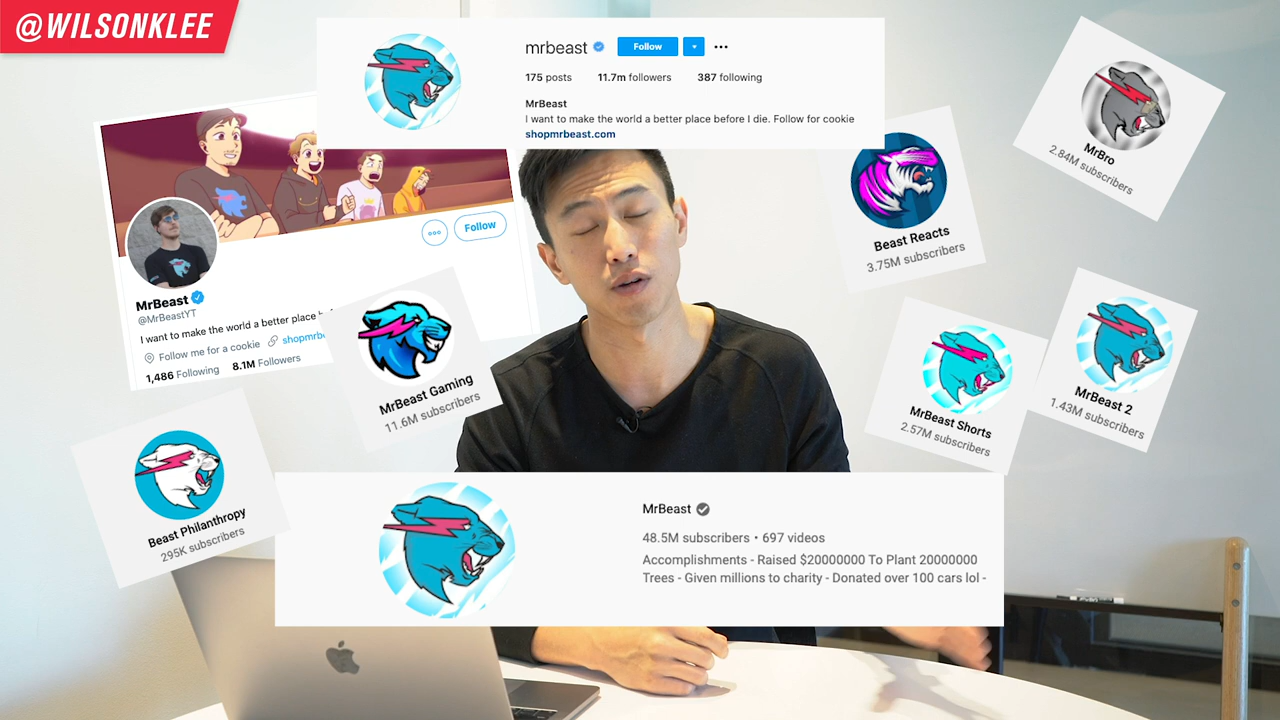 @WILSONKLEE
mrbeast
Follow
175 posts 11.7m followers 387 following
MrBeast
I want to make the world a better place before I die. Follow for cookie
shopmrbeast.com
MrBro
2.84M subscribers
Beast Reacts
3.75M subscribers
Follow
MrBeast
@MrBeastYT
I want to make the world a better place
Follow me for a cookie shopmrb
1,486 Following 8.1M Followers
MrBeast Gaming
11.6M subscribers
MrBeast Shorts
2.57M subscribers
MrBeast 2
1.43M subscribers
Beast Philanthropy
295K subscribers
MrBeast
48.5M subscribers • 697 videos
Accomplishments - Raised $20000000 To Plant 20000000
Trees - Given millions to charity - Donated over 100 cars lol -